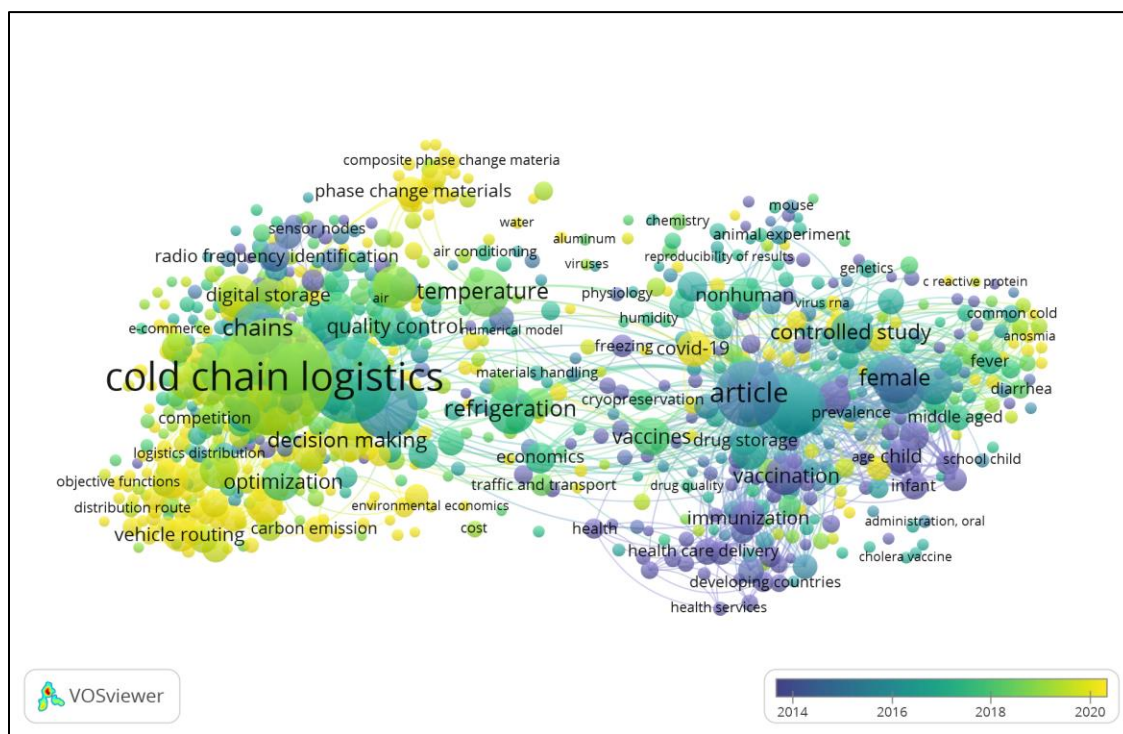 composite phase change materia
phase change materials
mouse
sensor nodes
water
chemistry
animal experiment
radio frequency identification
air conditioning
aluminum
reproducibility of results
viruses
genetics
digital storage
air
temperature
physiology
nonhuman
virus rna
c reactive protein
e-commerce
chains
quality control
numerical model
humidity
controlled study
common cold
anosmia
freezing
covid-19
fever
cold chain logistics
materials handling
article
female
diarrhea
competition
refrigeration
cryopreservation
prevalence
middle aged
logistics distribution
decision making
vaccines
drug storage
economics
age
child
school child
objective functions
optimization
traffic and transport
drug quality
vaccination
infant
distribution route
environmental economics
vehicle routing
carbon emission
cost
health
immunization
administration, oral
health care delivery
cholera vaccine
developing countries
health services
VOSviewer
2014
2016
2018
2020